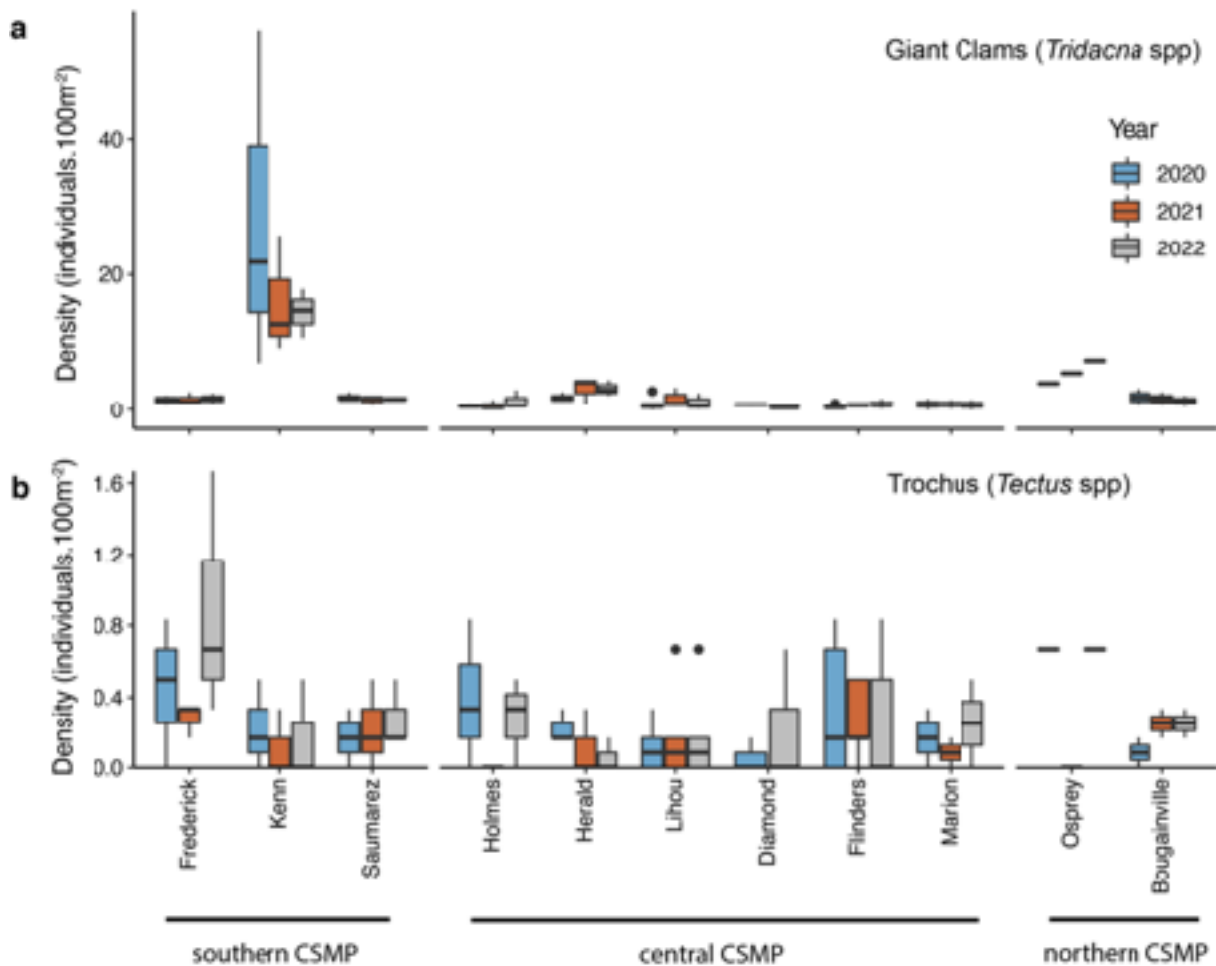 a
Giant Clams (Tridacna spp)
Density (individuals.100m⁻²)
40
20
0
Year
2020
2021
2022
b
Trochus (Tectus spp)
Density (individuals.100m⁻²)
1.6
1.2
0.8
0.4
0.0
Frederick
Kenn
Saumarez
Holmes
Herald
Lihou
Diamond
Flinders
Marion
Osprey
Bougainville
southern CSMP
central CSMP
northern CSMP